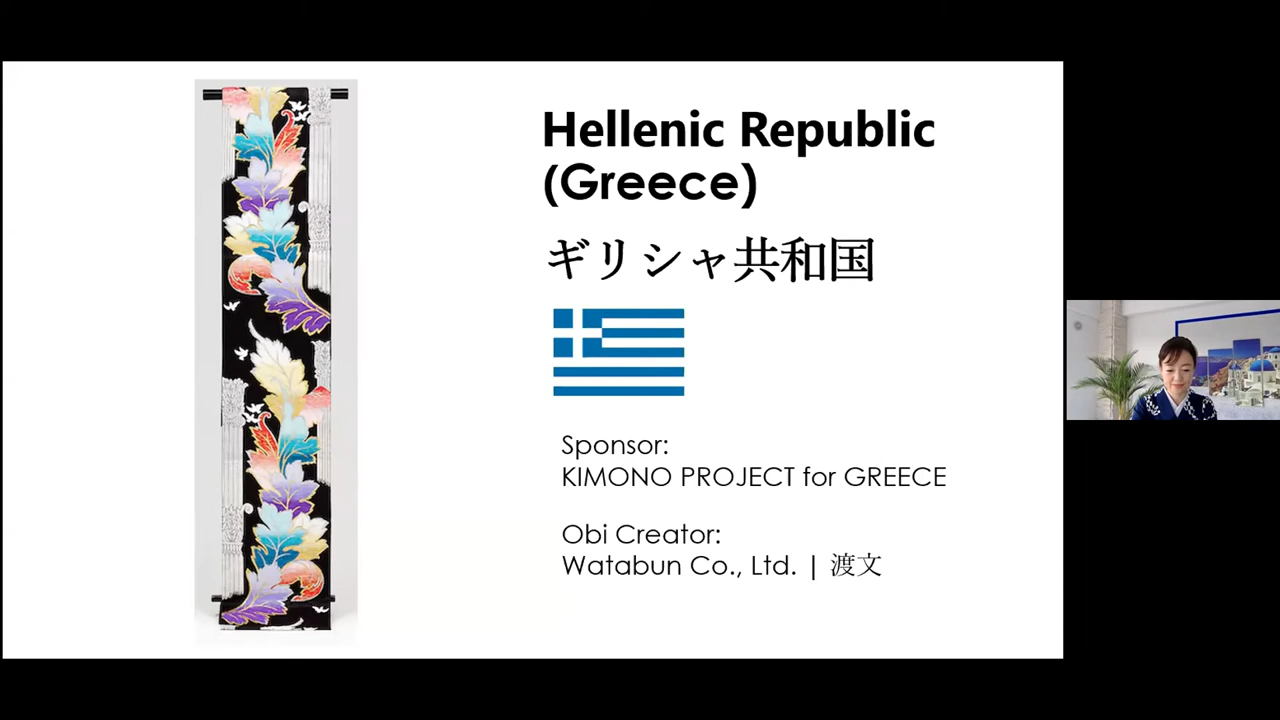 Hellenic Republic
(Greece)
ギリシャ共和国
Sponsor:
KIMONO PROJECT for GREECE
Obi Creator:
Watabun Co., Ltd. | 渡文